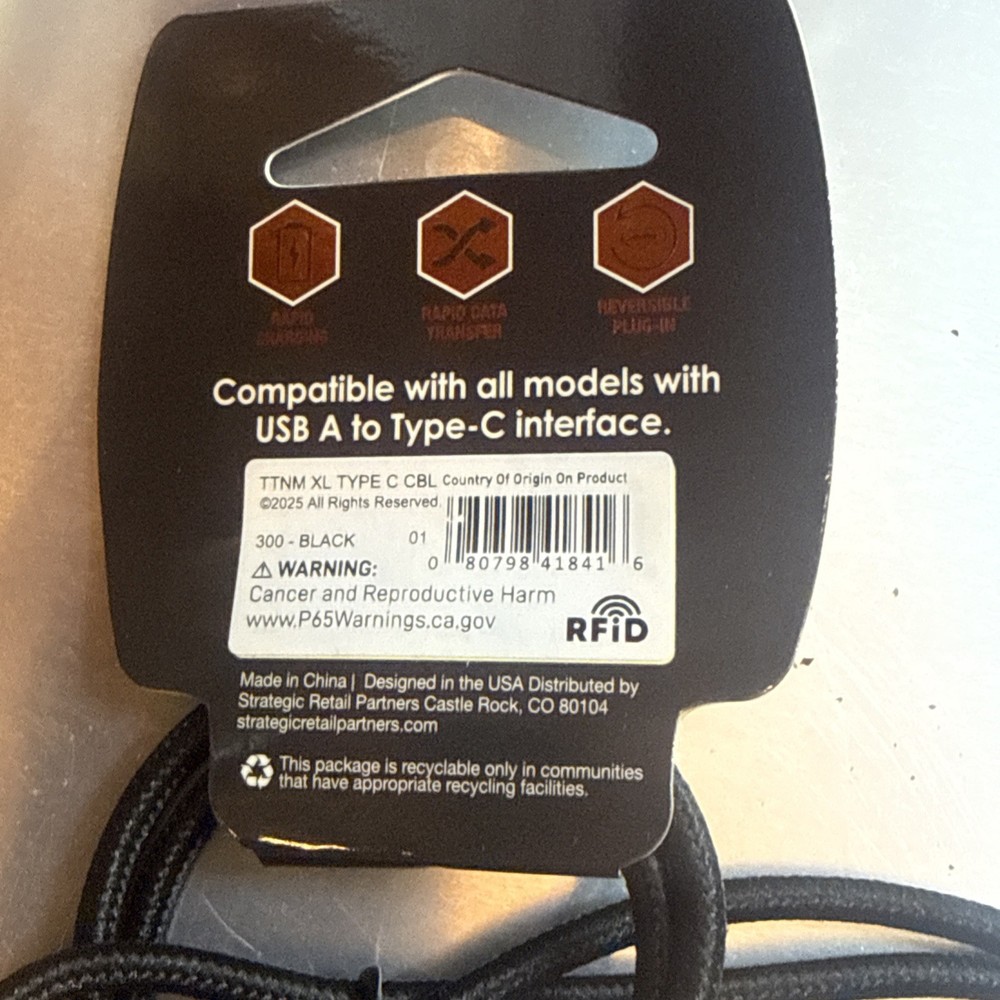 RAPID
CHARGING
RAPID DATA
TRANSFER
REVERSIBLE
PLUG-IN
Compatible with all models with
USB A to Type-C interface.
TTNM XL TYPE C CBL Country Of Origin On Product
©2025 All Rights Reserved.
300 - BLACK 01
0 80798 41841 6
⚠ WARNING:
Cancer and Reproductive Harm
www.P65Warnings.ca.gov
RFiD
Made in China | Designed in the USA Distributed by
Strategic Retail Partners Castle Rock, CO 80104
strategicretailpartners.com
This package is recyclable only in communities
that have appropriate recycling facilities.